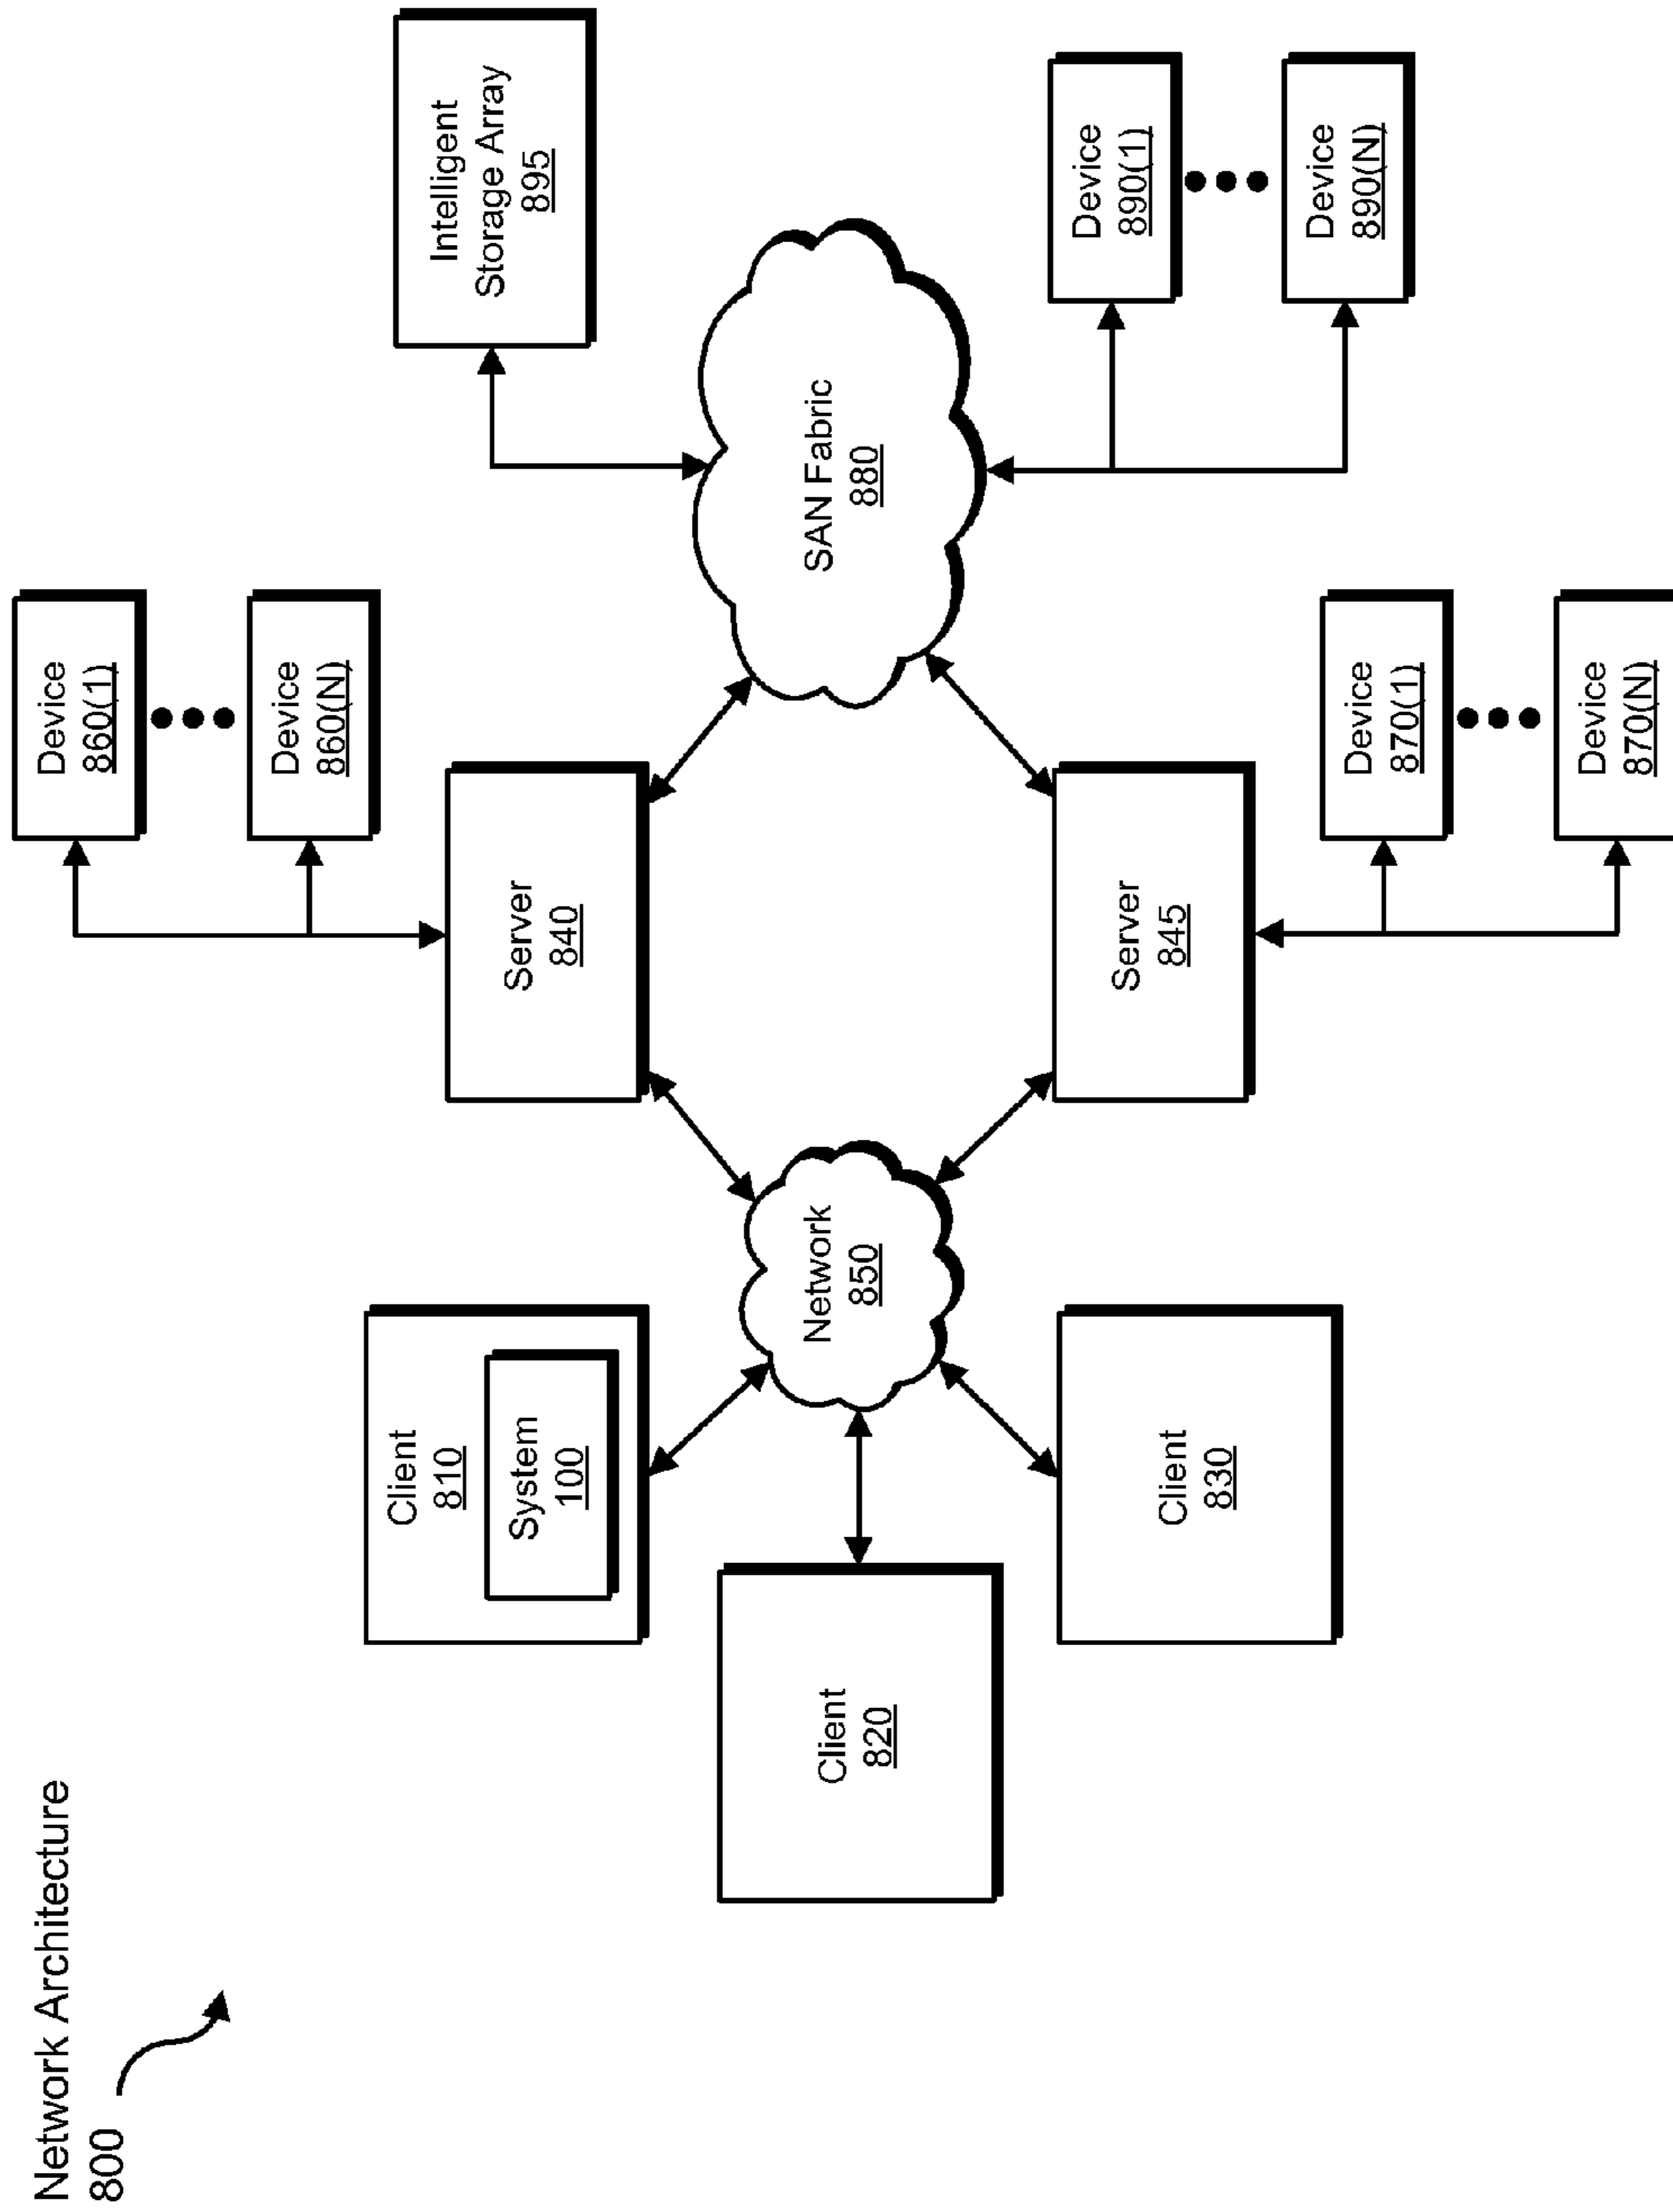 Network Architecture
800
Device
860(1)
Device
860(N)
Intelligent
Storage Array
895
Client
810
System
100
Server
840
Client
820
Network
850
SAN Fabric
880
Client
830
Server
845
Device
890(1)
Device
890(N)
Device
870(1)
Device
870(N)